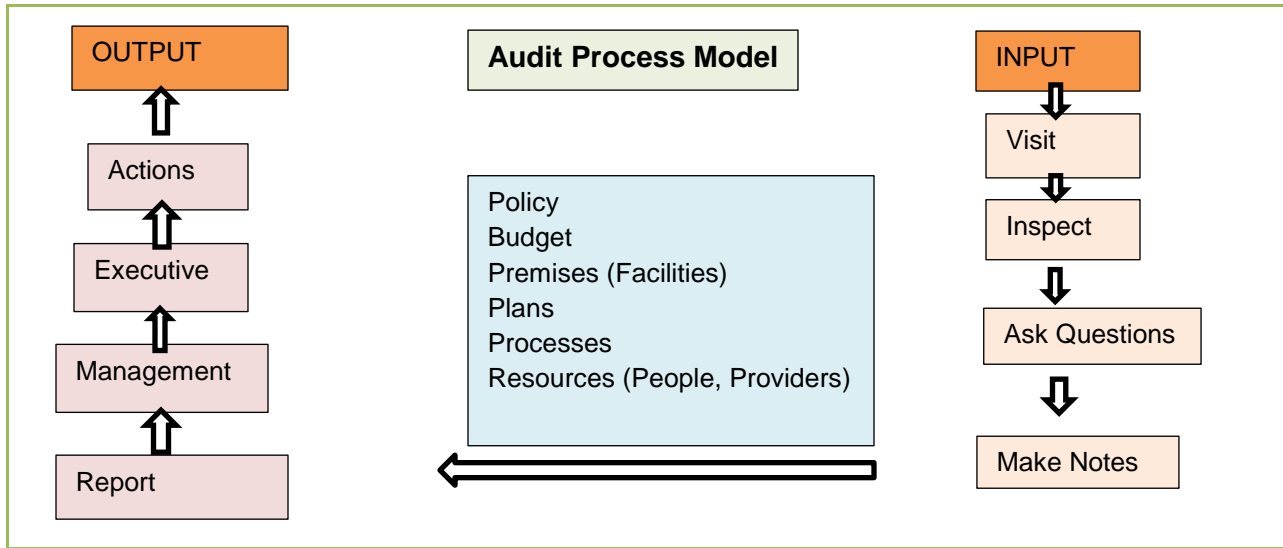 OUTPUT
Audit Process Model
INPUT
Actions
Executive
Management
Report
Policy
Budget
Premises (Facilities)
Plans
Processes
Resources (People, Providers)
Visit
Inspect
Ask Questions
Make Notes